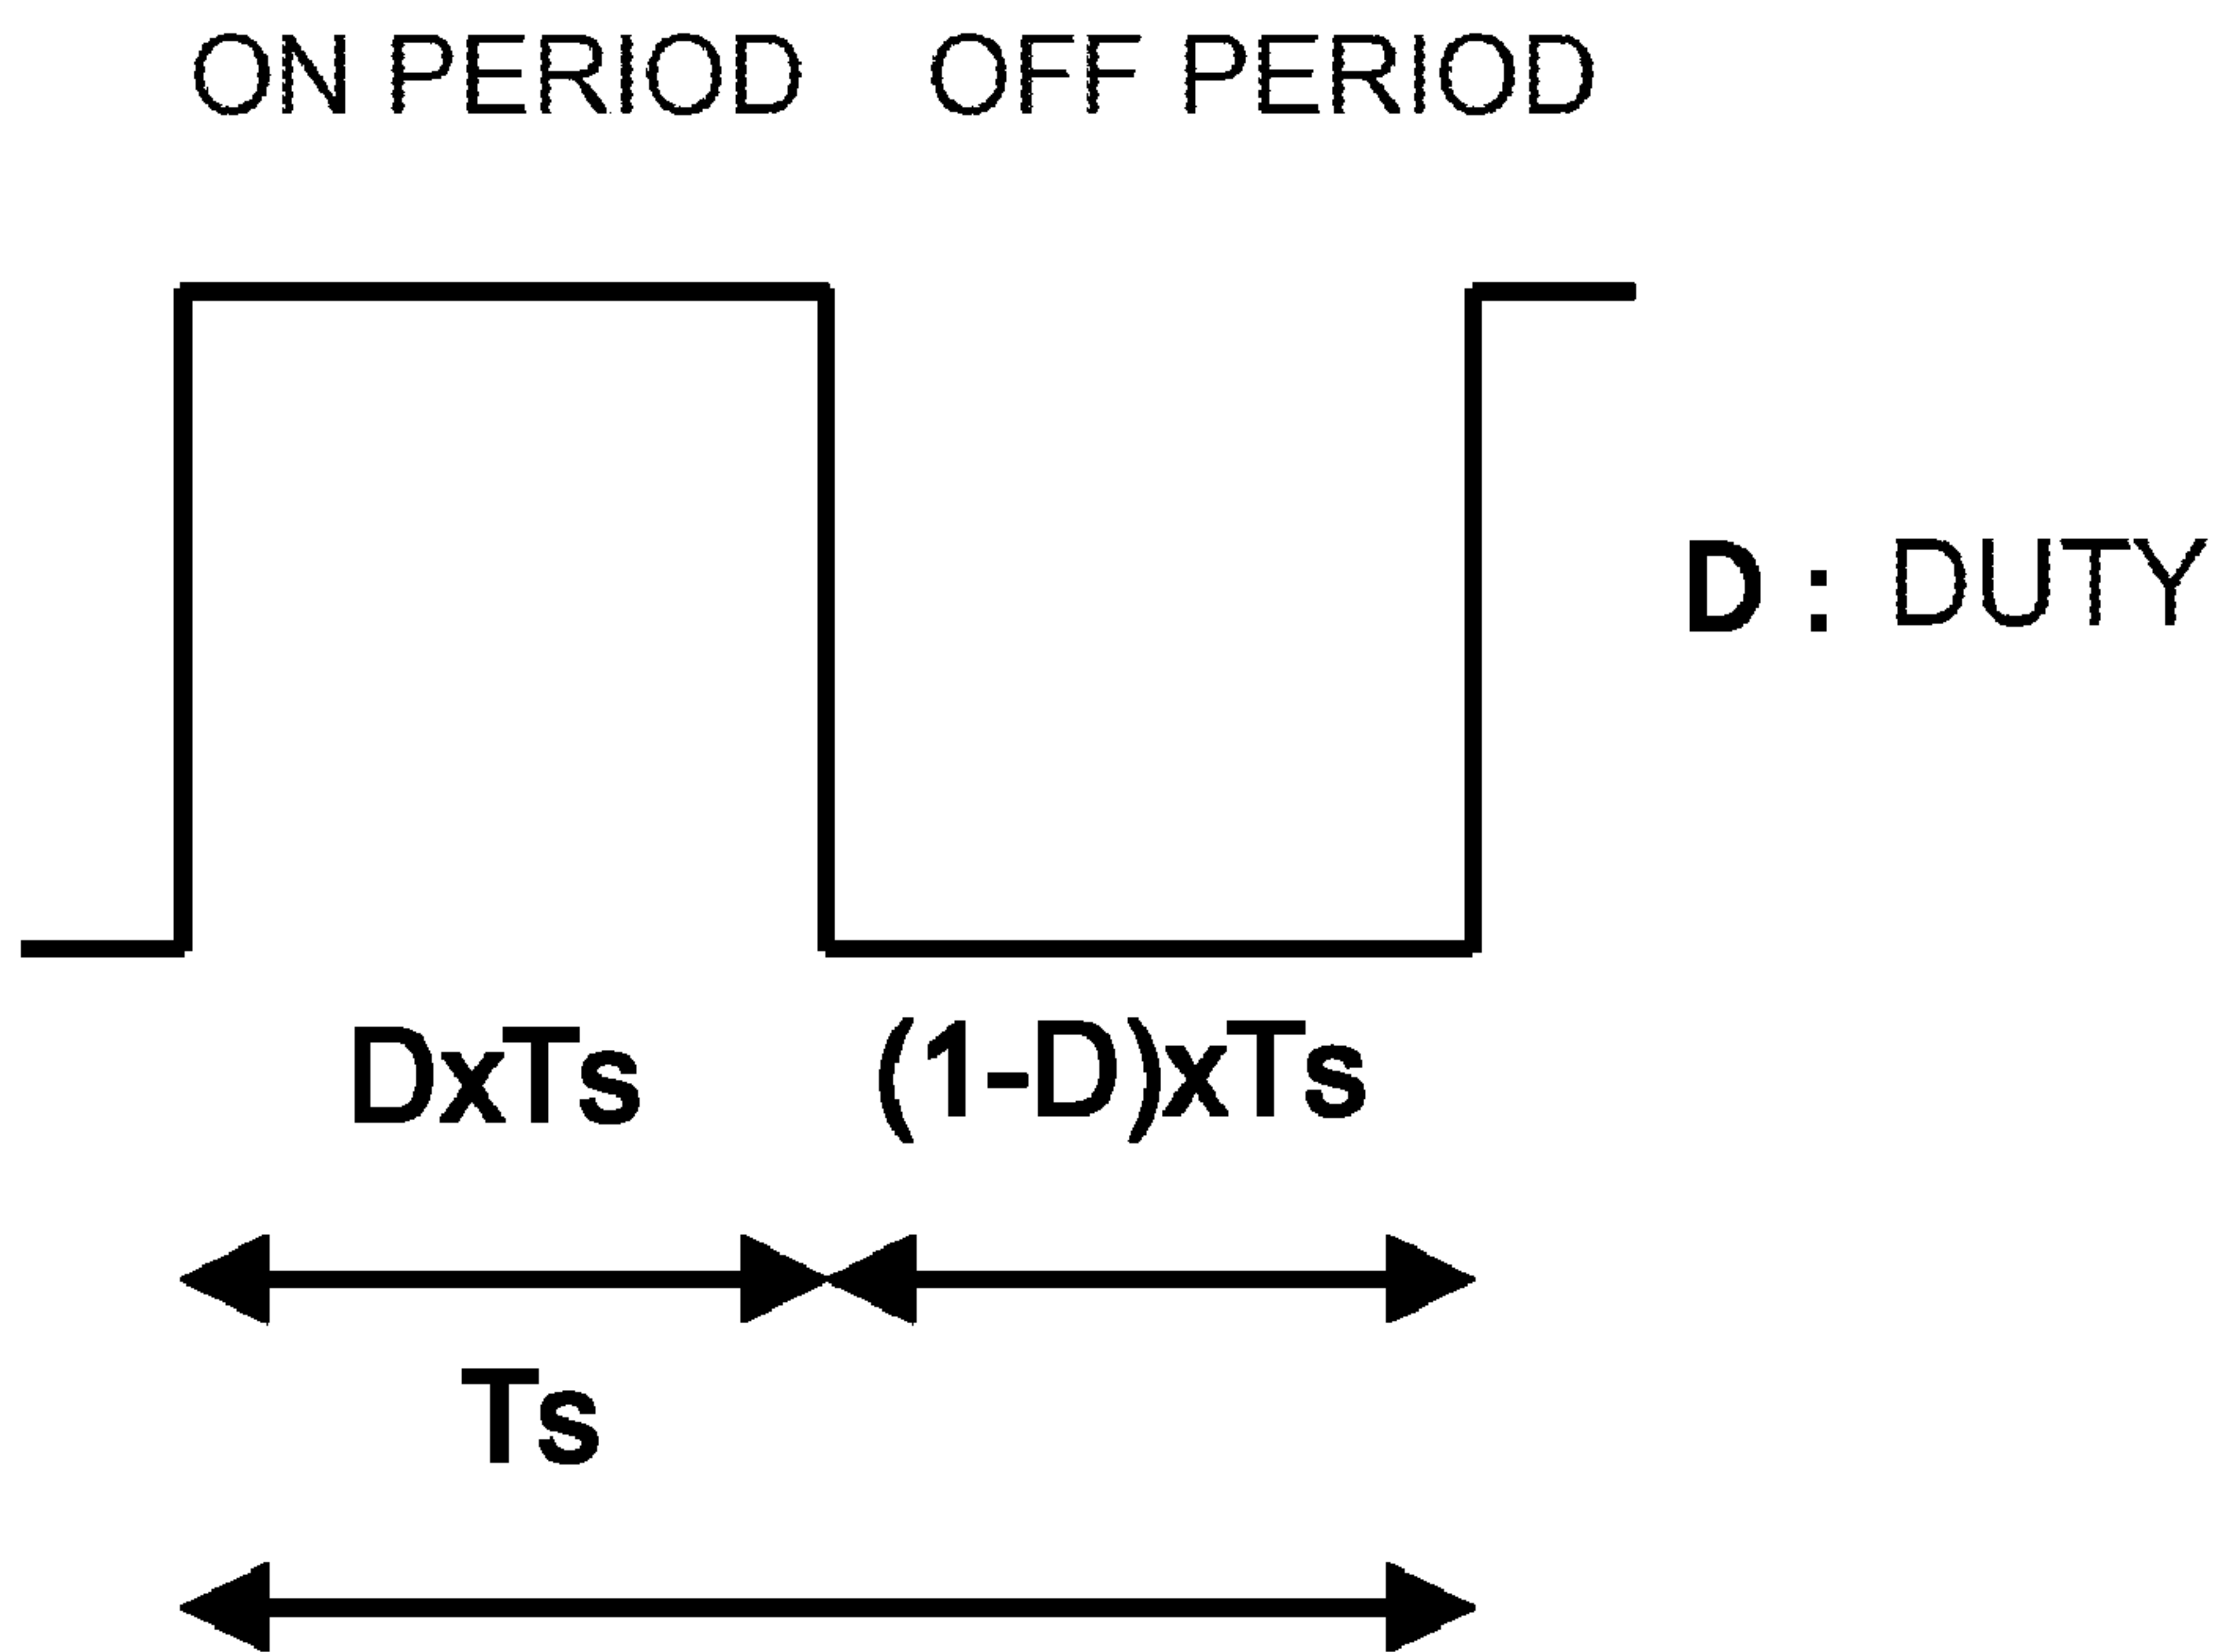 ON PERIOD OFF PERIOD
D : DUTY
DxTs (1-D)xTs
Ts